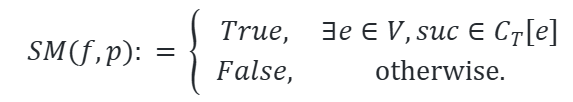 SM(f,p): = { True, ∃e ∈ V, suc ∈ C_T[e]
False, otherwise.